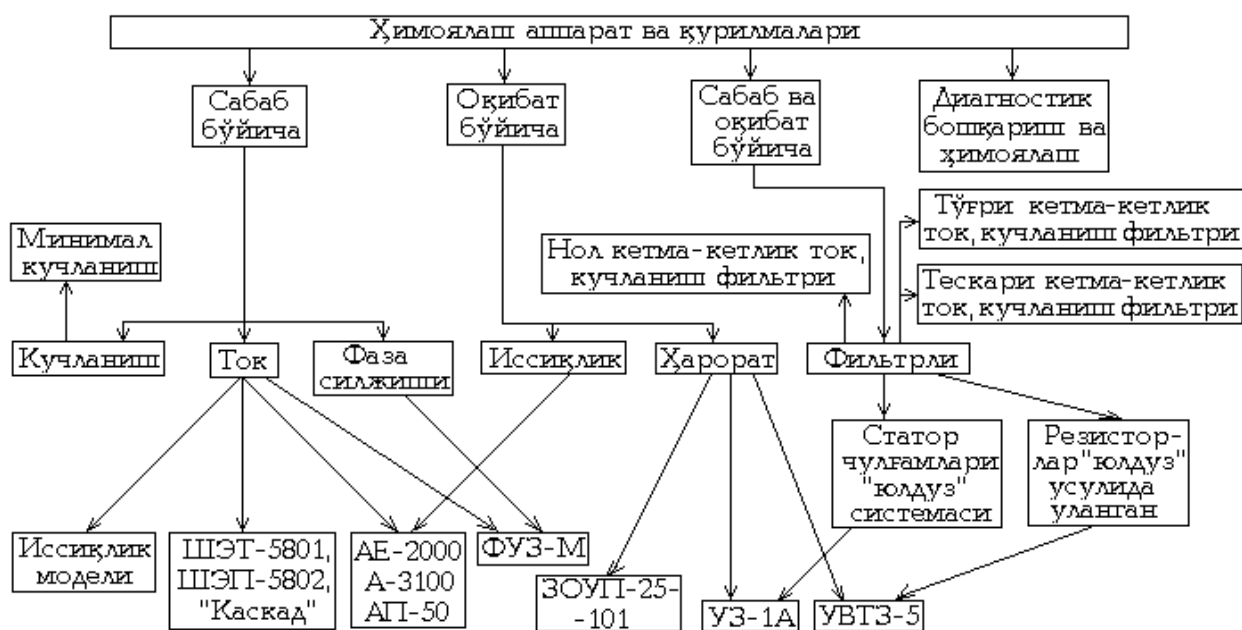 Ҳимоялаш аппарат ва қурилмалари
Сабаб
бўйича
Оқибат
бўйича
Сабаб ва
оқибат
бўйича
Диагностик
бошқариш ва
ҳимоялаш
Минимал
кучланиш
Нол кетма-кетлик ток,
кучланиш фильтри
Тўғри кетма-кетлик
ток, кучланиш фильтри
Тескари кетма-кетлик
ток, кучланиш фильтри
Кучланиш
Ток
Фаза
силжиши
Иссиқлик
Ҳарорат
Фильтрли
Статор
чулғамлари
"юлдуз"
системаси
Резистор-
лар "юлдуз"
усулида
уланган
Иссиқлик
модели
ШЭТ-5801,
ШЭП-5802,
"Каскад"
АЕ-2000
А-3100
АП-50
ФУЗ-М
ЗОУП-25-
-101
УЗ-1А
УВТЗ-5